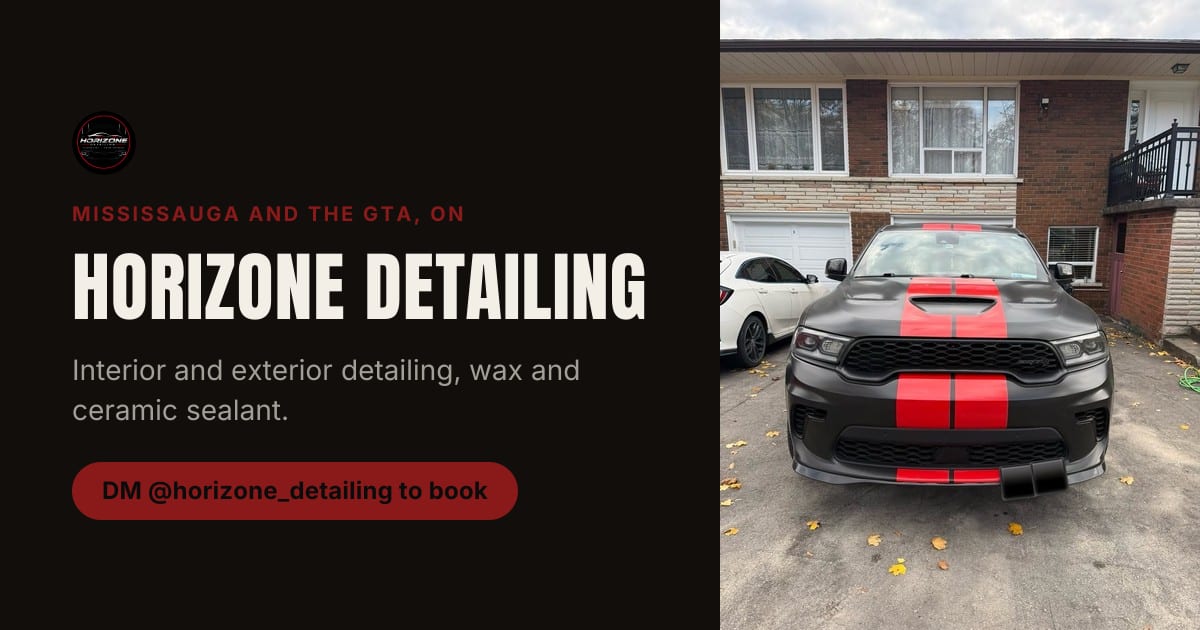 HORIZONE
MISSISSAUGA AND THE GTA, ON
HORIZONE DETAILING
Interior and exterior detailing, wax and
ceramic sealant.
DM @horizone_detailing to book